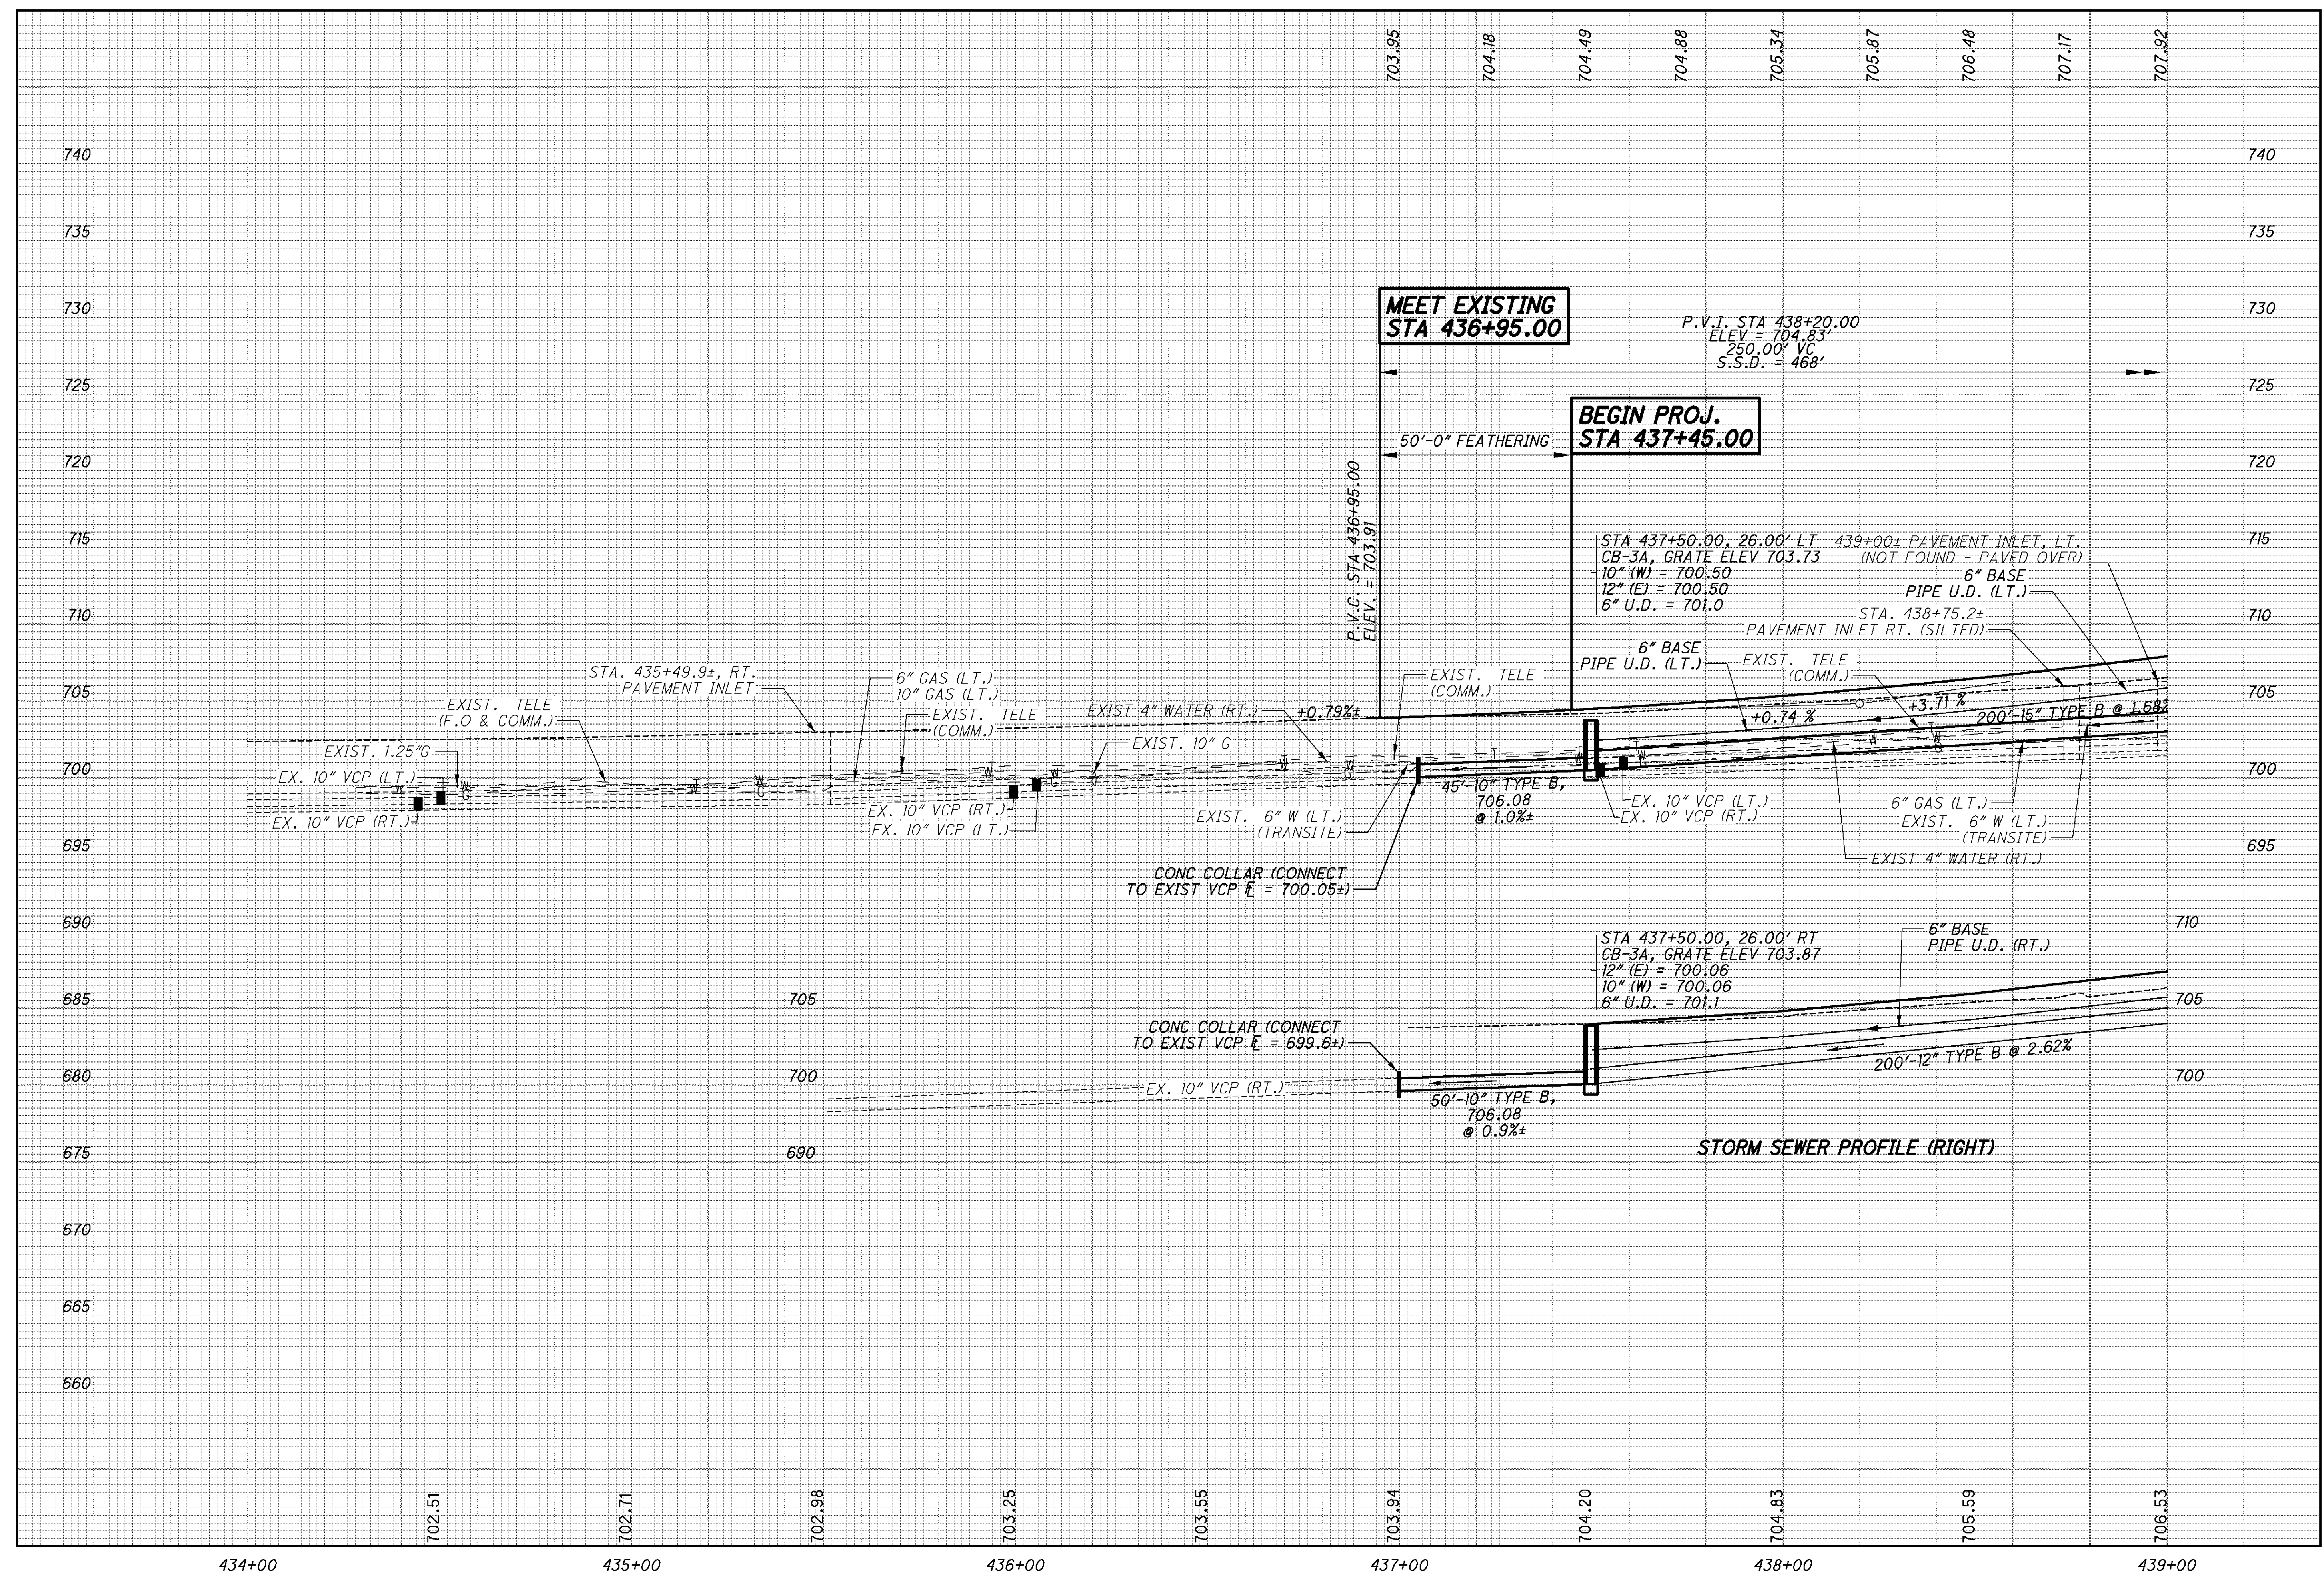 703.95
704.18
704.49
704.88
705.34
705.87
706.48
707.17
707.92
740
740
735
735
730
730
MEET EXISTING
STA 436+95.00
P.V.I. STA 438+20.00
ELEV = 704.83'
250.00' VC
S.S.D. = 468'
725
725
BEGIN PROJ.
STA 437+45.00
50'-0" FEATHERING
720
720
P.V.C. STA 436+95.00
ELEV. = 703.91
715
715
STA 437+50.00, 26.00' LT
CB-3A, GRATE ELEV 703.73
10" (W) = 700.50
12" (E) = 700.50
6" U.D. = 701.0
439+00± PAVEMENT INLET, LT.
(NOT FOUND - PAVED OVER)
6" BASE
PIPE U.D. (LT.)
710
710
STA. 438+75.2±
PAVEMENT INLET RT. (SILTED)
6" BASE
PIPE U.D. (LT.)
EXIST. TELE
(COMM.)
STA. 435+49.9±, RT.
PAVEMENT INLET
6" GAS (LT.)
10" GAS (LT.)
EXIST. TELE
(COMM.)
705
705
EXIST. TELE
(F.O & COMM.)
EXIST. TELE
(COMM.)
EXIST 4" WATER (RT.)
+0.79%±
+0.74 %
+3.71 %
200'-15" TYPE B @ 1.68%
EXIST. 1.25"G
EXIST. 10" G
700
700
EX. 10" VCP (LT.)
EX. 10" VCP (RT.)
EX. 10" VCP (RT.)
EX. 10" VCP (LT.)
EXIST. 6" W (LT.)
(TRANSITE)
45'-10" TYPE B,
706.08
@ 1.0%±
EX. 10" VCP (LT.)
EX. 10" VCP (RT.)
6" GAS (LT.)
EXIST. 6" W (LT.)
(TRANSITE)
EXIST 4" WATER (RT.)
695
695
CONC COLLAR (CONNECT
TO EXIST VCP FL = 700.05±)
690
710
STA 437+50.00, 26.00' RT
CB-3A, GRATE ELEV 703.87
12" (E) = 700.06
10" (W) = 700.06
6" U.D. = 701.1
6" BASE
PIPE U.D. (RT.)
685
705
705
CONC COLLAR (CONNECT
TO EXIST VCP FL = 699.6±)
680
700
700
EX. 10" VCP (RT.)
50'-10" TYPE B,
706.08
@ 0.9%±
200'-12" TYPE B @ 2.62%
675
690
STORM SEWER PROFILE (RIGHT)
670
665
660
702.51
702.71
702.98
703.25
703.55
703.94
704.20
704.83
705.59
706.53
434+00
435+00
436+00
437+00
438+00
439+00